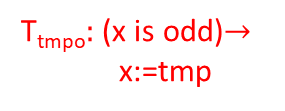 Ttmpo: (x is odd)→
x:=tmp